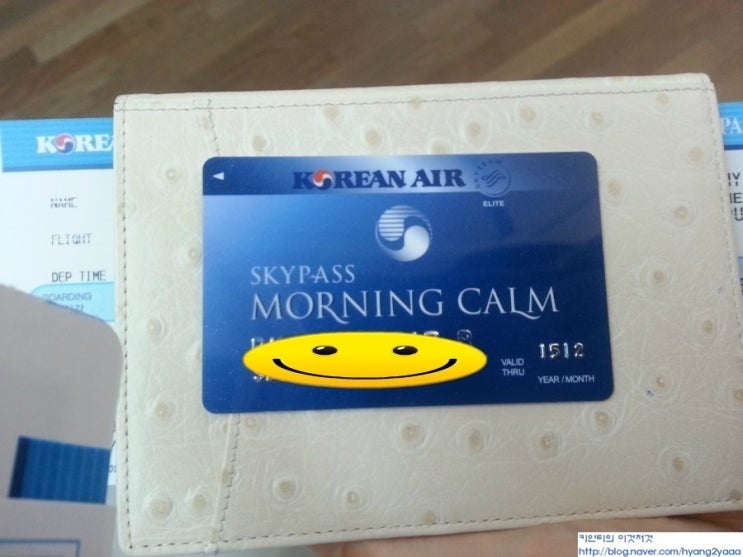 KOREAN AIR
SKYTEAM
ELITE
SKYPASS
MORNING CALM
VALID
THRU
1512
YEAR / MONTH
NAME
FLIGHT
DEP TIME
BOARDING
키안티의 이것저것
http://blog.naver.com/hyang2yaaa